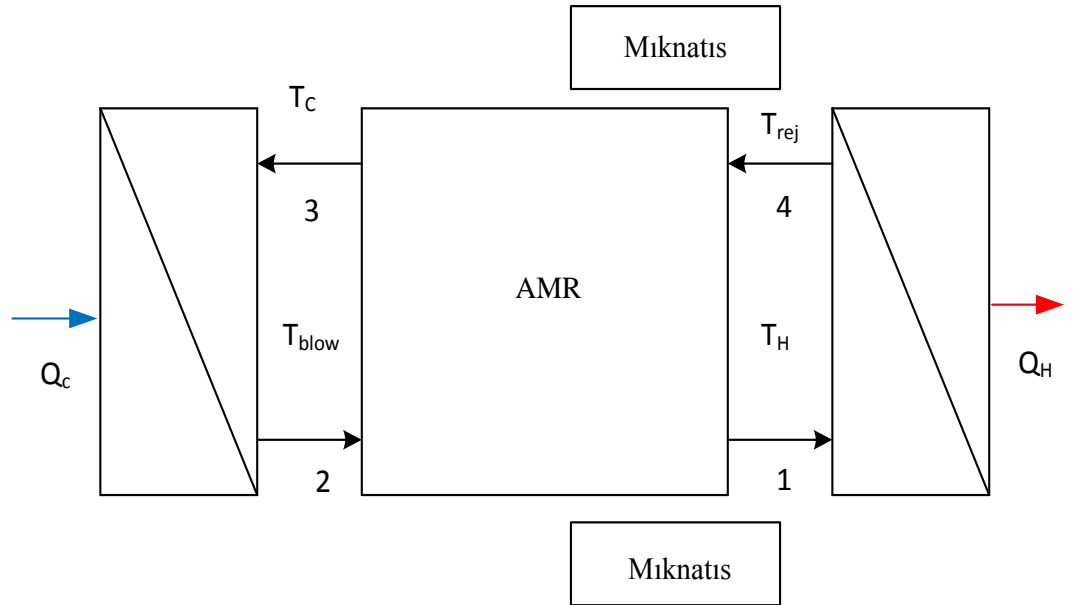 Mıknatıs
T_C
T_rej
3
4
AMR
T_blow
T_H
Q_c
Q_H
2
1
Mıknatıs